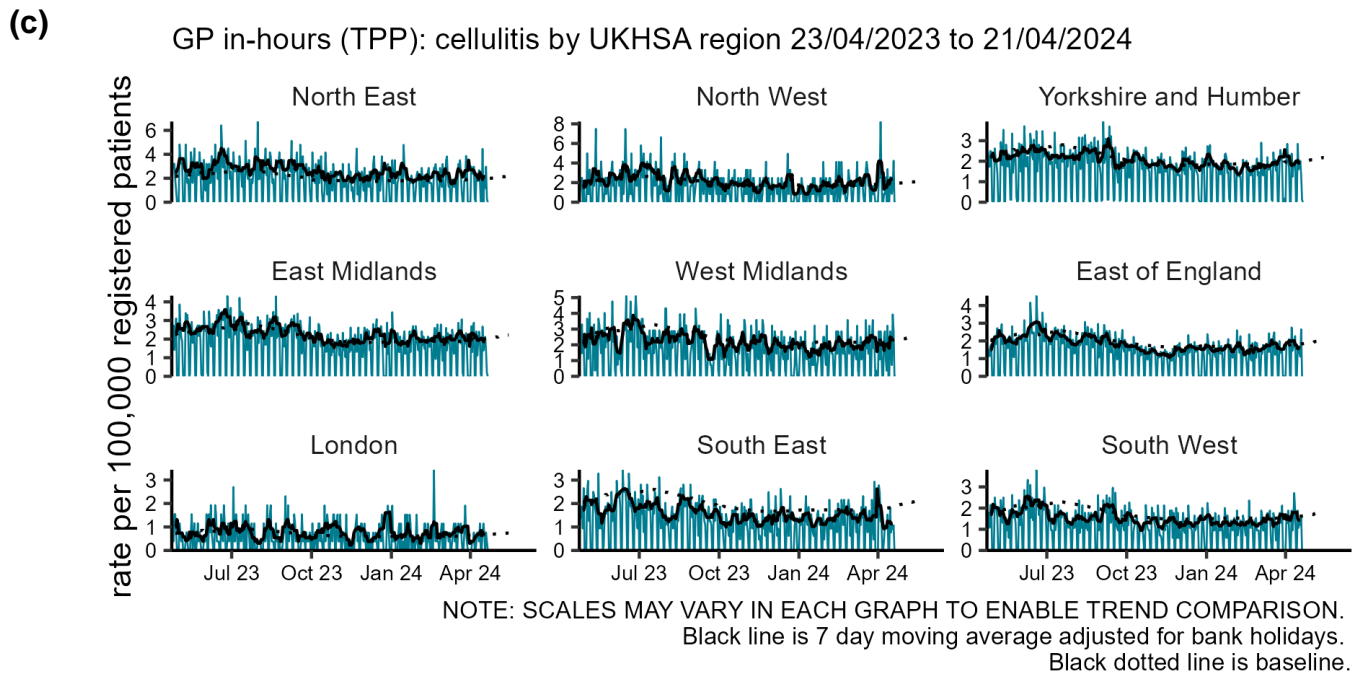 (c)
GP in-hours (TPP): cellulitis by UKHSA region 23/04/2023 to 21/04/2024
rate per 100,000 registered patients
North East
6
4
2
0
North West
8
6
4
2
0
Yorkshire and Humber
3
2
1
0
East Midlands
4
3
2
1
0
West Midlands
5
4
3
2
1
0
East of England
4
3
2
1
0
London
3
2
1
0
South East
3
2
1
0
South West
3
2
1
0
Jul 23 Oct 23 Jan 24 Apr 24
Jul 23 Oct 23 Jan 24 Apr 24
Jul 23 Oct 23 Jan 24 Apr 24
NOTE: SCALES MAY VARY IN EACH GRAPH TO ENABLE TREND COMPARISON.
Black line is 7 day moving average adjusted for bank holidays.
Black dotted line is baseline.